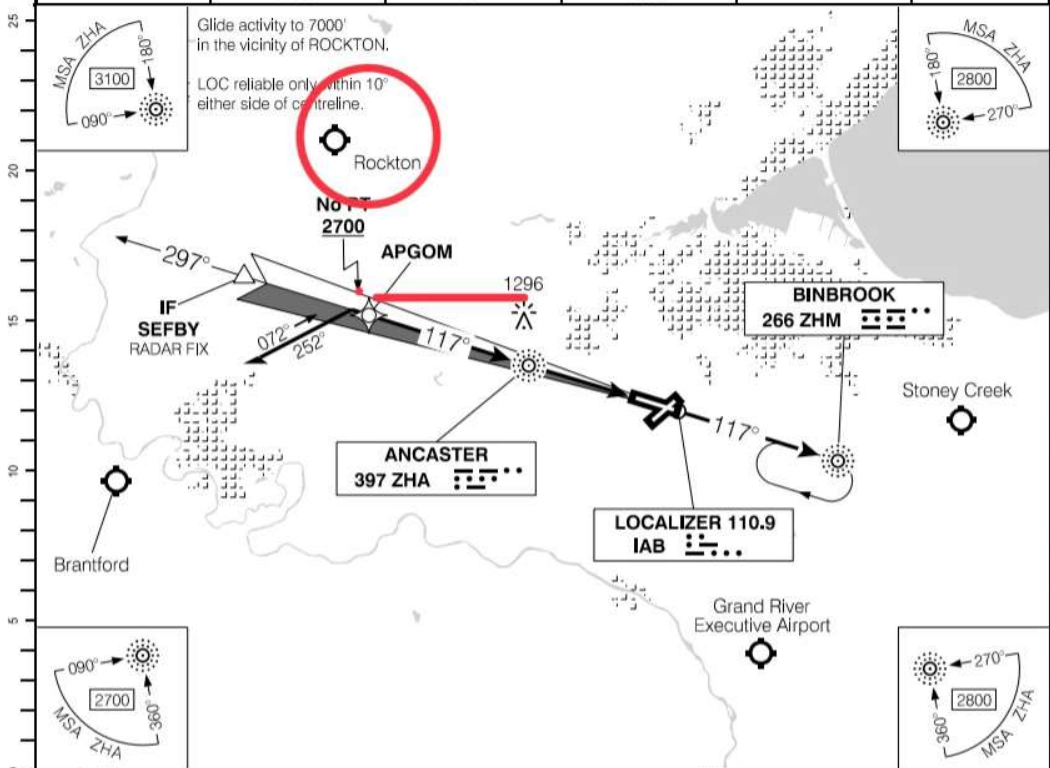 25
20
15
10
5
MSA ZHA
3100
180°
090°
Glide activity to 7000'
in the vicinity of ROCKTON.
LOC reliable only within 10°
either side of centreline.
MSA ZHA
2800
180°
270°
Rockton
No PT
2700
APGOM
297°
1296
IF
SEFBY
RADAR FIX
072°
252°
117°
BINBROOK
266 ZHM
Stoney Creek
117°
ANCASTER
397 ZHA
LOCALIZER 110.9
IAB
Brantford
Grand River
Executive Airport
090°
2700
360°
MSA ZHA
270°
2800
360°
MSA ZHA